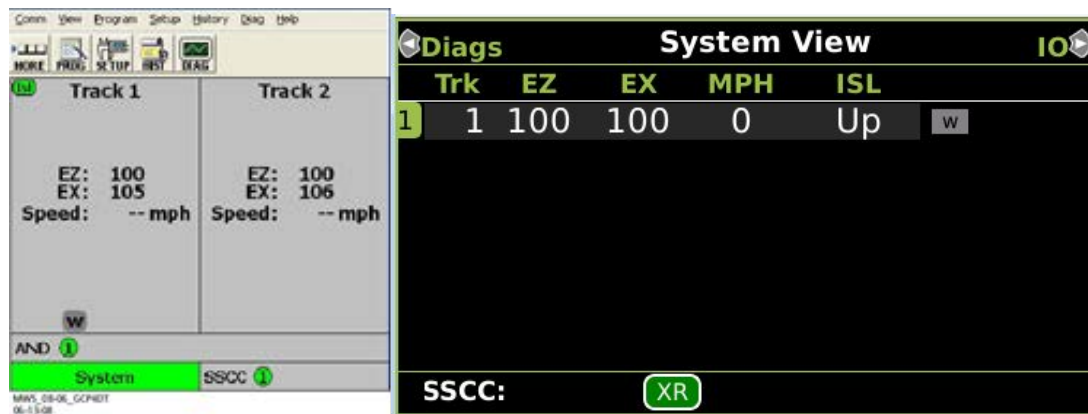 Comm View Program Setup History Diag Help
MORE PROG SETUP HIST DIAG
ISL Track 1 Track 2
EZ: 100 EZ: 100
EX: 105 EX: 106
Speed: -- mph Speed: -- mph
W
AND 1
System SSCC 1
Diags System View IO
Trk EZ EX MPH ISL
1 1 100 100 0 Up W
SSCC: XR